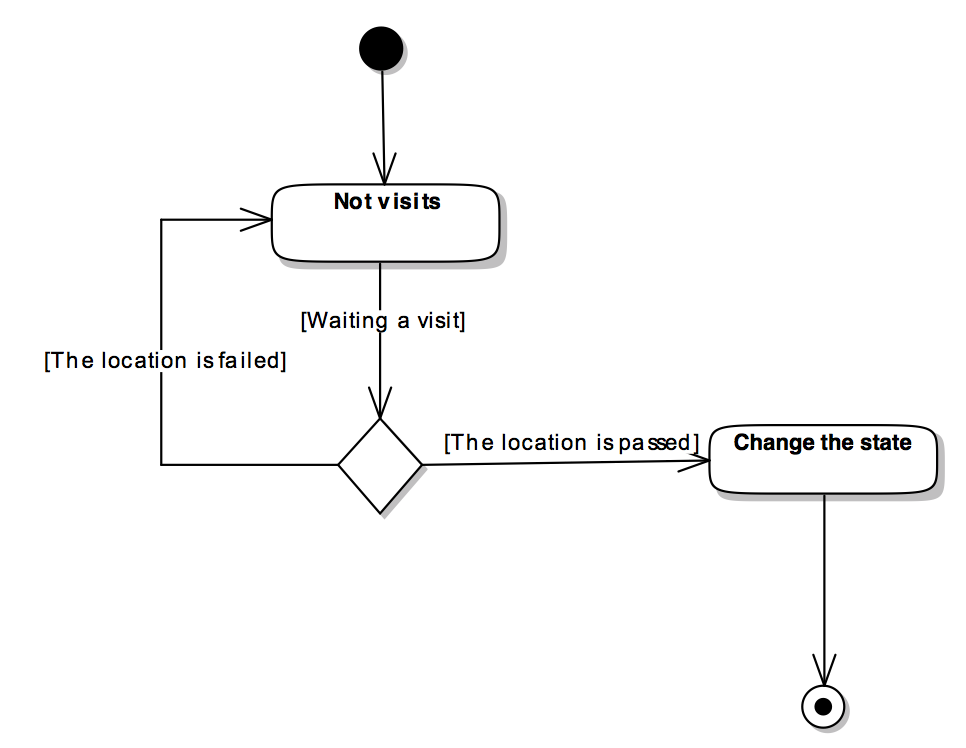 Not visits
[Waiting a visit]
[The location is failed]
[The location is passed]
Change the state